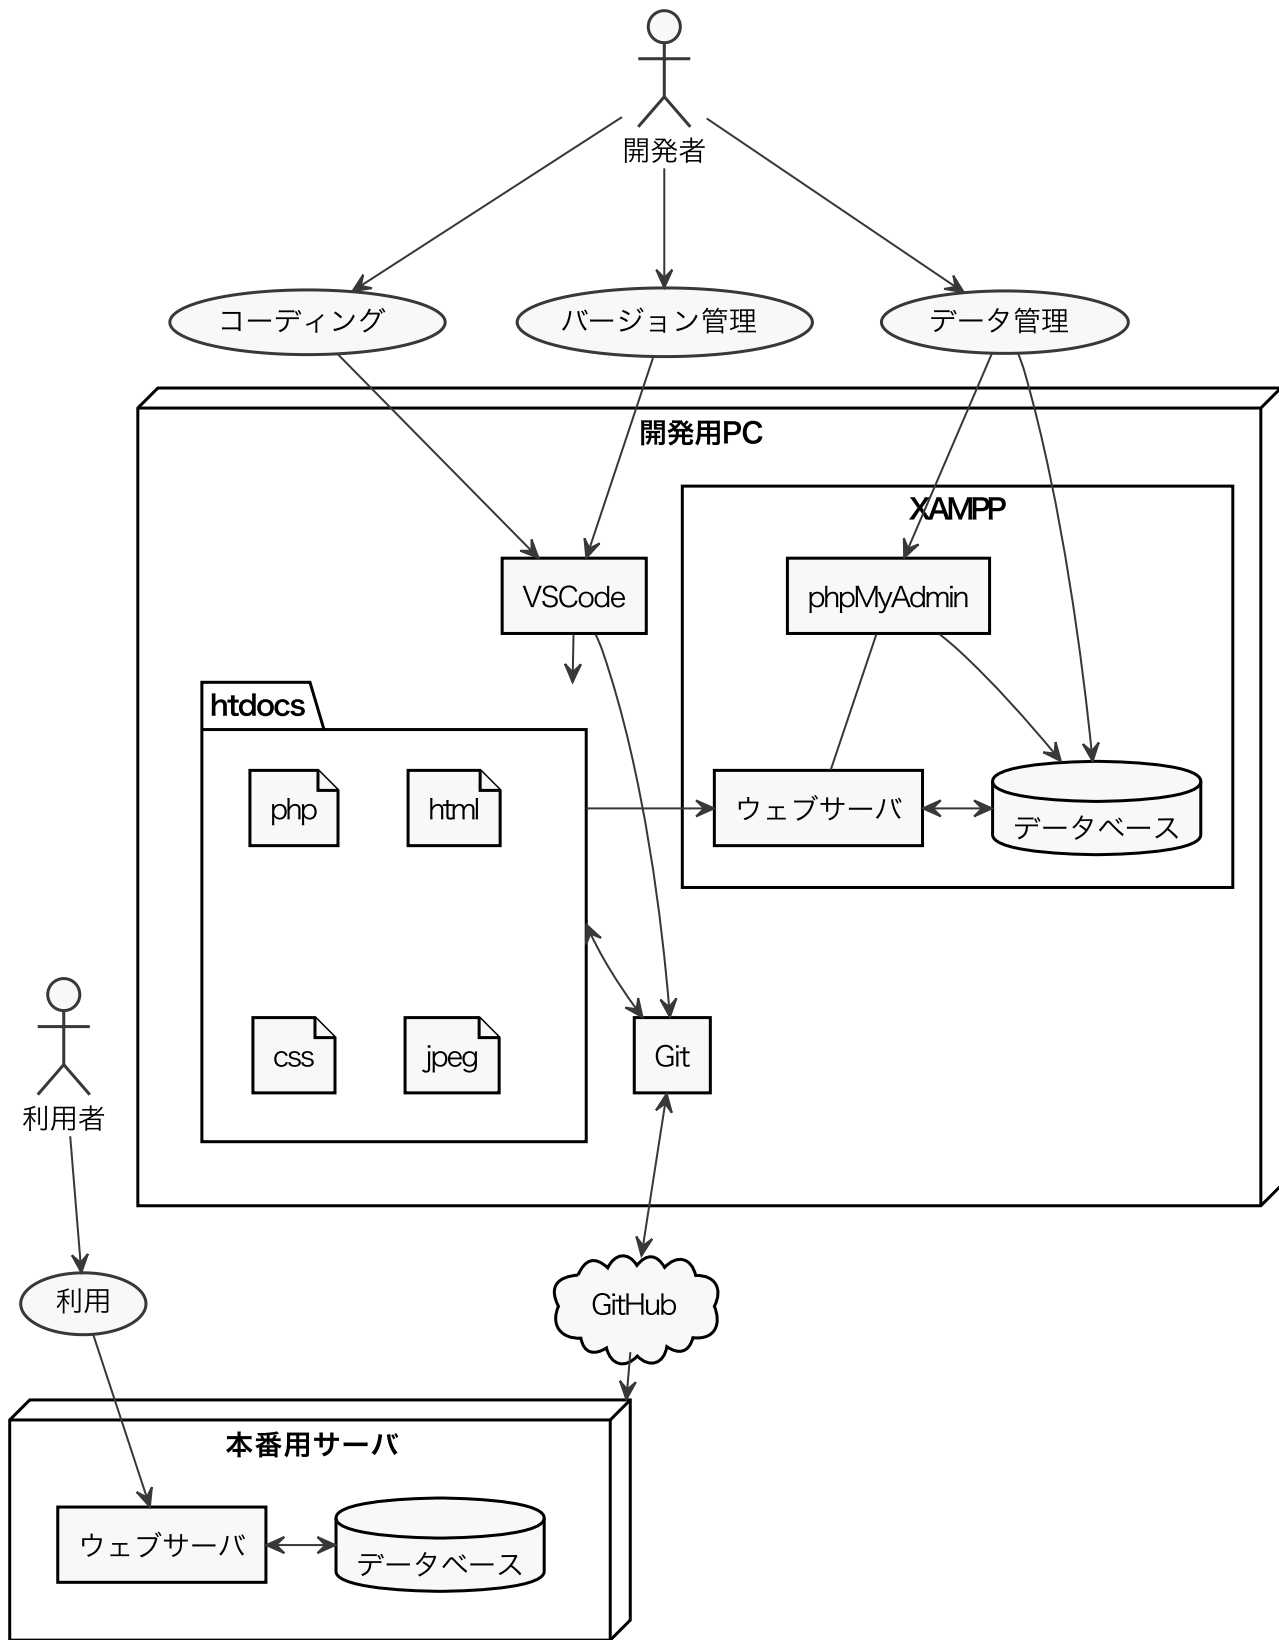 開発者
コーディング
バージョン管理
データ管理
開発用PC
XAMPP
VSCode
phpMyAdmin
htdocs
php
html
ウェブサーバ
データベース
css
jpeg
Git
利用者
利用
GitHub
本番用サーバ
ウェブサーバ
データベース